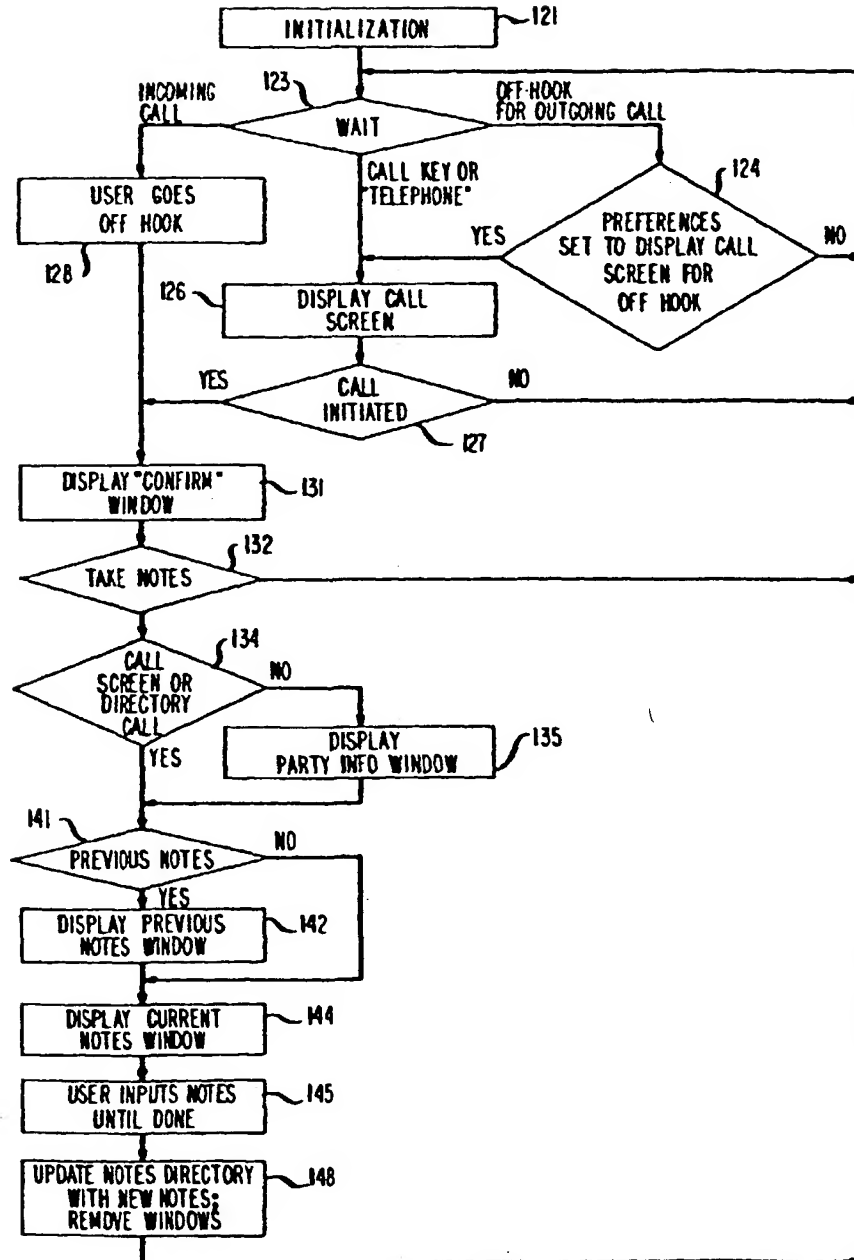 INITIALIZATION
121
INCOMING
CALL
123
WAIT
OFF-HOOK
FOR OUTGOING CALL
CALL KEY OR
"TELEPHONE"
124
USER GOES
OFF HOOK
128
YES
PREFERENCES
SET TO DISPLAY CALL
SCREEN FOR
OFF HOOK
NO
126
DISPLAY CALL
SCREEN
YES
CALL
INITIATED
NO
127
DISPLAY "CONFIRM"
WINDOW
131
TAKE NOTES
132
CALL
SCREEN OR
DIRECTORY
CALL
134
NO
YES
DISPLAY
PARTY INFO WINDOW
135
141
PREVIOUS NOTES
NO
YES
DISPLAY PREVIOUS
NOTES WINDOW
142
DISPLAY CURRENT
NOTES WINDOW
144
USER INPUTS NOTES
UNTIL DONE
145
UPDATE NOTES DIRECTORY
WITH NEW NOTES;
REMOVE WINDOWS
148